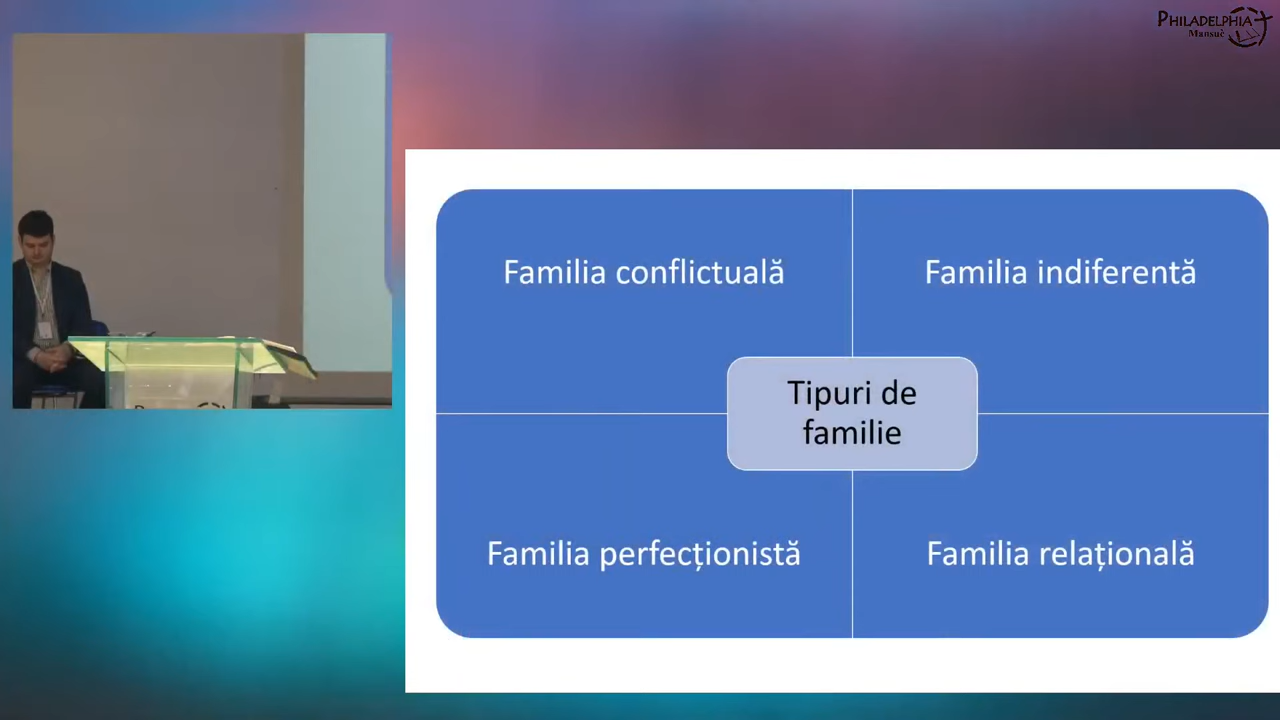 PHILADELPHIA
Mansuè
Familia conflictuală
Familia indiferentă
Tipuri de
familie
Familia perfecționistă
Familia relațională